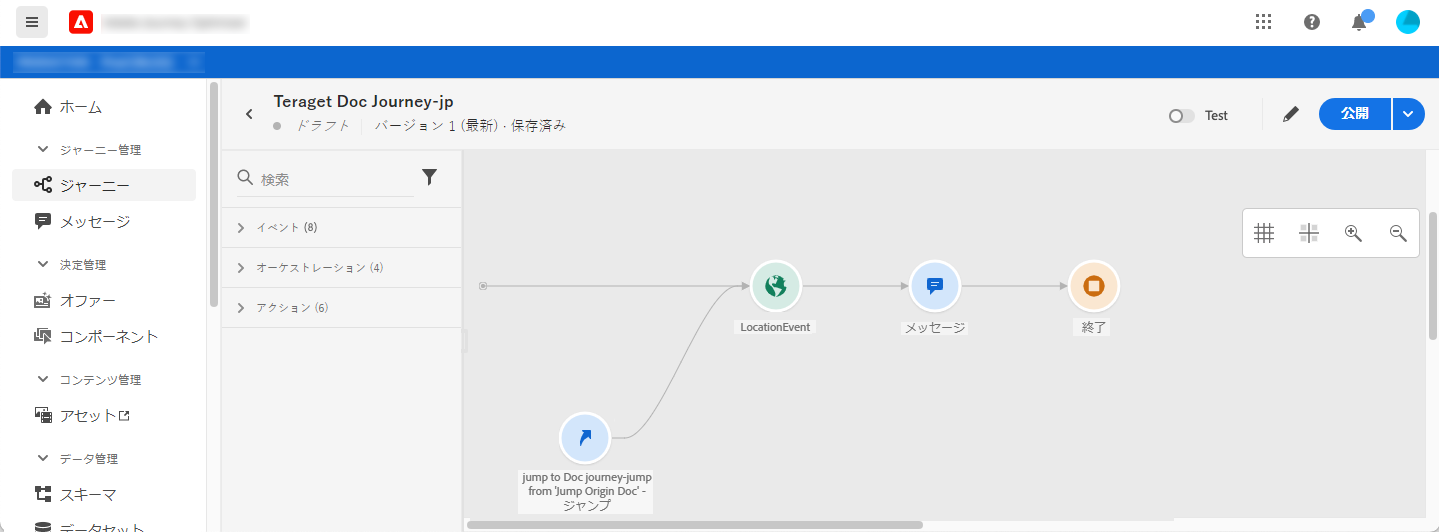 Teraget Doc Journey-jp
ドラフト
バージョン 1 (最新) · 保存済み
Test
公開
ホーム
ジャーニー管理
ジャーニー
メッセージ
決定管理
オファー
コンポーネント
コンテンツ管理
アセット
データ管理
スキーマ
データセット
検索
イベント (8)
オーケストレーション (4)
アクション (6)
LocationEvent
メッセージ
終了
jump to Doc journey-jump
from 'Jump Origin Doc' -
ジャンプ